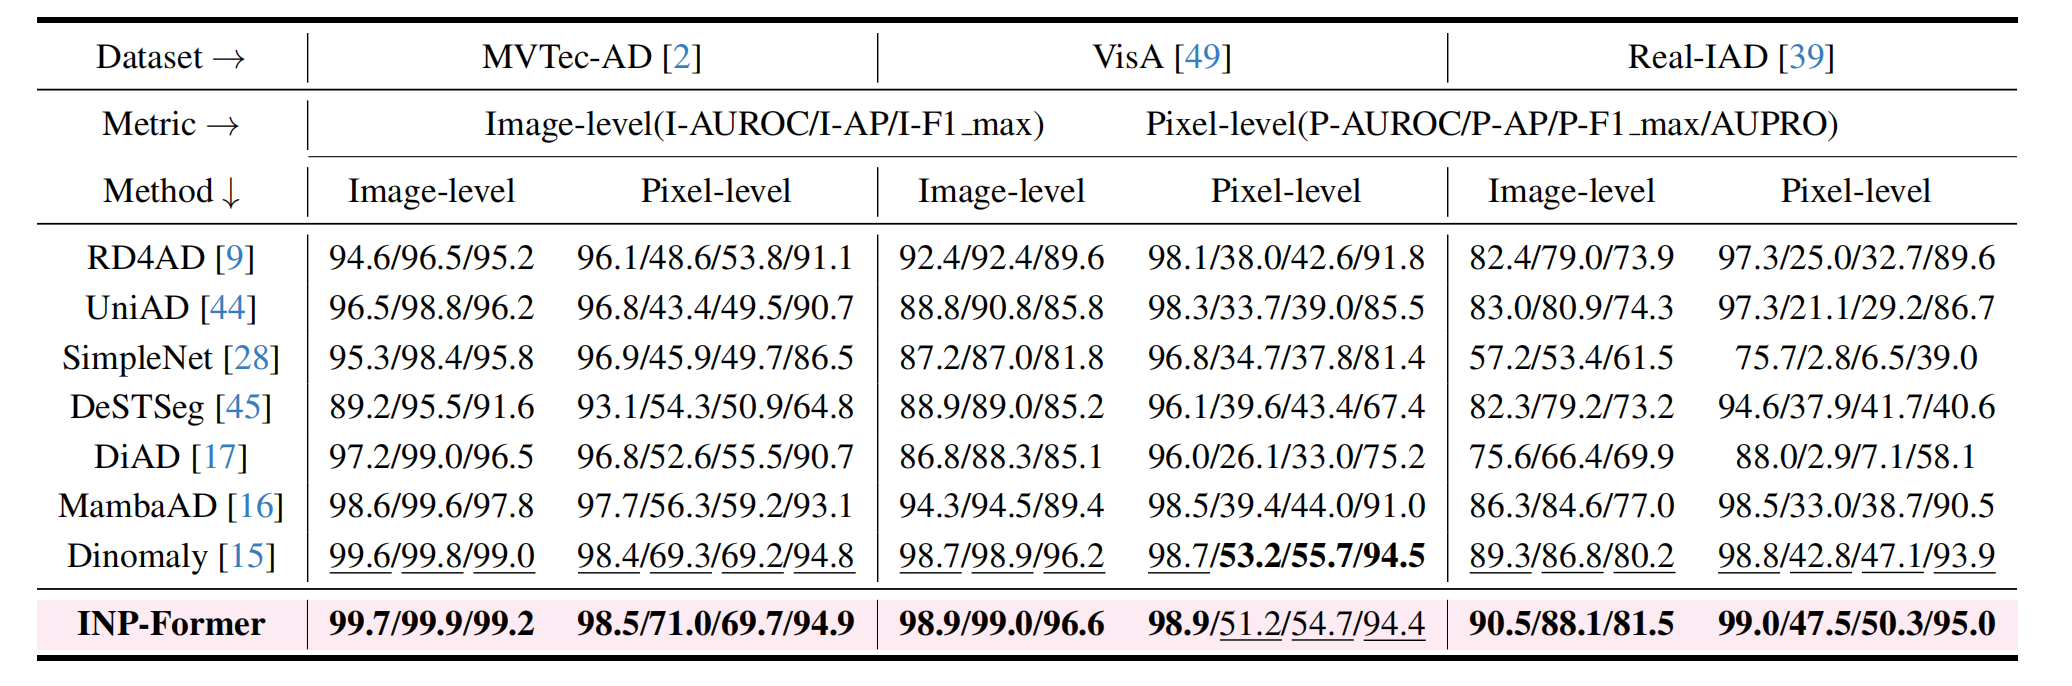 Dataset → MVTec-AD [2] VisA [49] Real-IAD [39]
Metric → Image-level(I-AUROC/I-AP/I-F1_max) Pixel-level(P-AUROC/P-AP/P-F1_max/AUPRO)
Method ↓ Image-level Pixel-level Image-level Pixel-level Image-level Pixel-level
RD4AD [9] 94.6/96.5/95.2 96.1/48.6/53.8/91.1 92.4/92.4/89.6 98.1/38.0/42.6/91.8 82.4/79.0/73.9 97.3/25.0/32.7/89.6
UniAD [44] 96.5/98.8/96.2 96.8/43.4/49.5/90.7 88.8/90.8/85.8 98.3/33.7/39.0/85.5 83.0/80.9/74.3 97.3/21.1/29.2/86.7
SimpleNet [28] 95.3/98.4/95.8 96.9/45.9/49.7/86.5 87.2/87.0/81.8 96.8/34.7/37.8/81.4 57.2/53.4/61.5 75.7/2.8/6.5/39.0
DeSTSeg [45] 89.2/95.5/91.6 93.1/54.3/50.9/64.8 88.9/89.0/85.2 96.1/39.6/43.4/67.4 82.3/79.2/73.2 94.6/37.9/41.7/40.6
DiAD [17] 97.2/99.0/96.5 96.8/52.6/55.5/90.7 86.8/88.3/85.1 96.0/26.1/33.0/75.2 75.6/66.4/69.9 88.0/2.9/7.1/58.1
MambaAD [16] 98.6/99.6/97.8 97.7/56.3/59.2/93.1 94.3/94.5/89.4 98.5/39.4/44.0/91.0 86.3/84.6/77.0 98.5/33.0/38.7/90.5
Dinomaly [15] 99.6/99.8/99.0 98.4/69.3/69.2/94.8 98.7/98.9/96.2 98.7/53.2/55.7/94.5 89.3/86.8/80.2 98.8/42.8/47.1/93.9
INP-Former 99.7/99.9/99.2 98.5/71.0/69.7/94.9 98.9/99.0/96.6 98.9/51.2/54.7/94.4 90.5/88.1/81.5 99.0/47.5/50.3/95.0